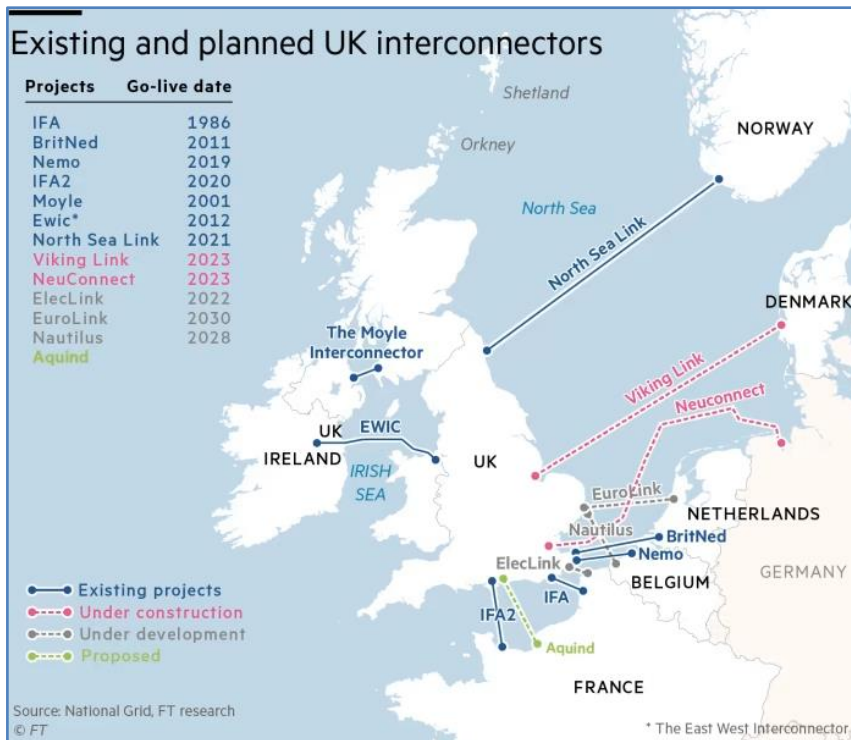 Existing and planned UK interconnectors
Projects Go-live date
IFA 1986
BritNed 2011
Nemo 2019
IFA2 2020
Moyle 2001
Ewic* 2012
North Sea Link 2021
Viking Link 2023
NeuConnect 2023
ElecLink 2022
EuroLink 2030
Nautilus 2028
Aquind
Shetland
Orkney
NORWAY
North Sea
North Sea Link
DENMARK
The Moyle
Interconnector
Viking Link
Neuconnect
UK
EWIC
IRELAND
IRISH
SEA
UK
EuroLink
NETHERLANDS
Nautilus
BritNed
ElecLink
Nemo
BELGIUM
GERMANY
IFA
IFA2
Aquind
FRANCE
Existing projects
Under construction
Under development
Proposed
Source: National Grid, FT research
© FT
* The East West Interconnector